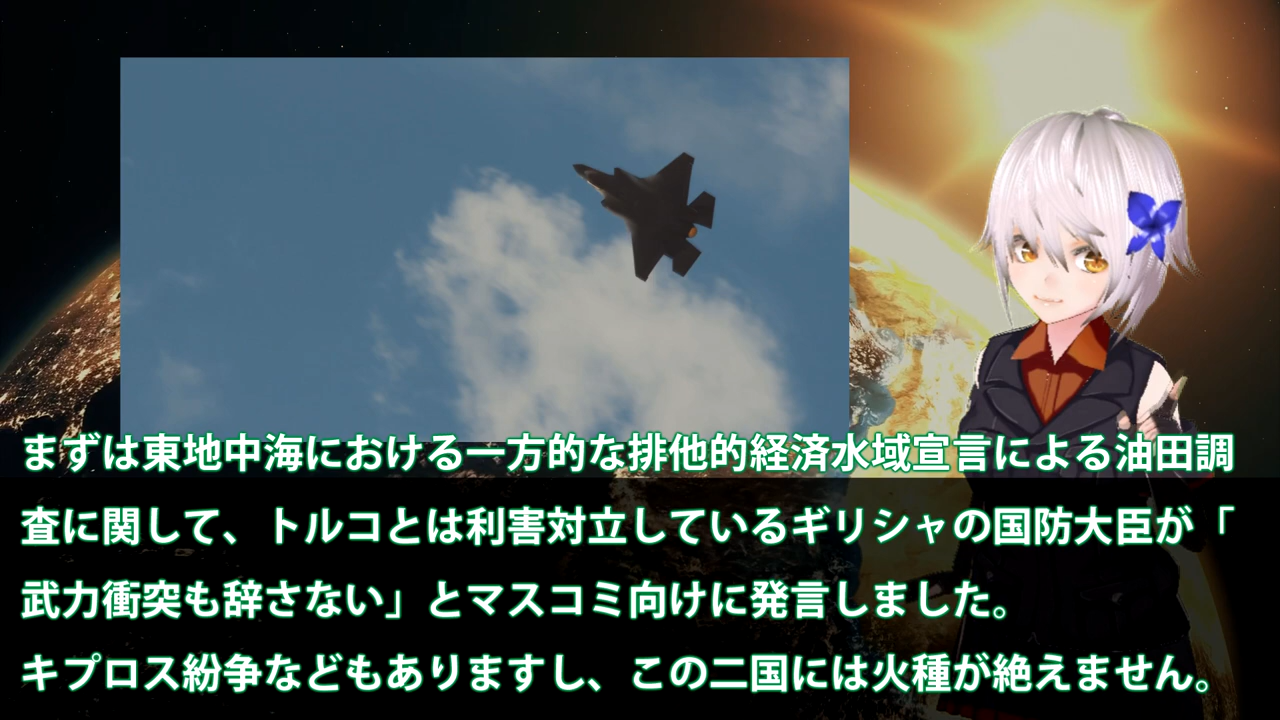 まずは東地中海における一方的な排他的経済水域宣言による油田調
査に関して、トルコとは利害対立しているギリシャの国防大臣が「
武力衝突も辞さない」とマスコミ向けに発言しました。
キプロス紛争などもありますし、この二国には火種が絶えません。